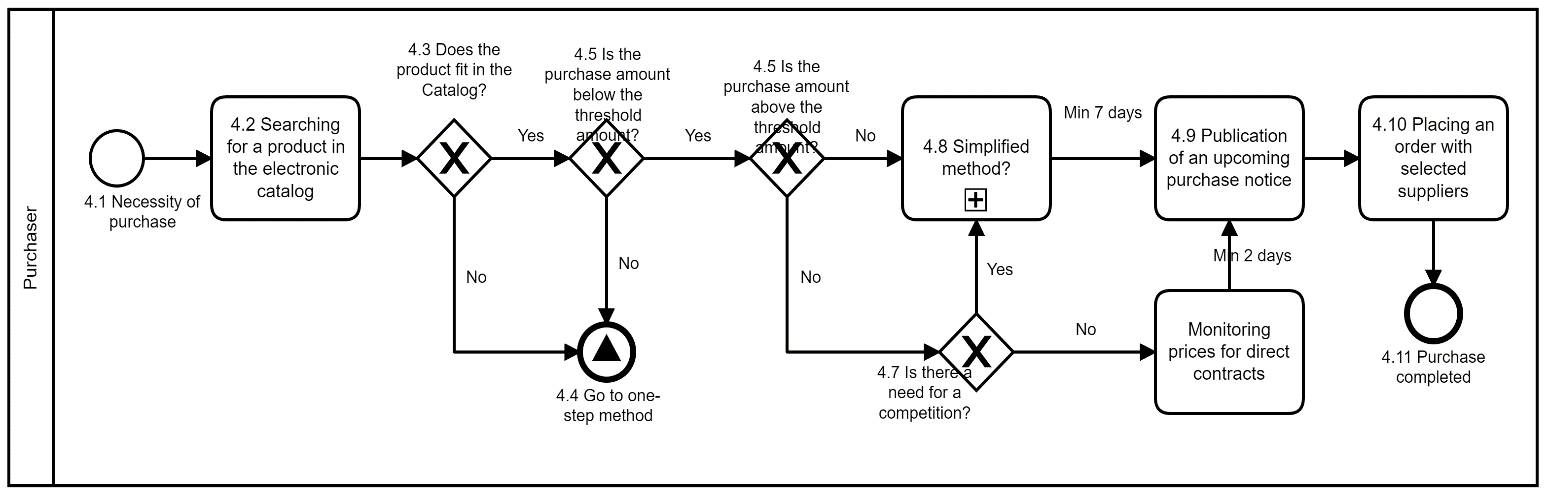 Purchaser
4.1 Necessity of
purchase
4.2 Searching
for a product in
the electronic
catalog
4.3 Does the
product fit in the
Catalog?
Yes
No
4.5 Is the
purchase amount
below the
threshold
amount?
Yes
No
4.4 Go to one-
step method
4.5 Is the
purchase amount
above the
threshold
amount?
No
No
4.7 Is there a
need for a
competition?
Yes
No
4.8 Simplified
method?
Min 7 days
Monitoring
prices for direct
contracts
Min 2 days
4.9 Publication
of an upcoming
purchase notice
4.10 Placing an
order with
selected
suppliers
4.11 Purchase
completed